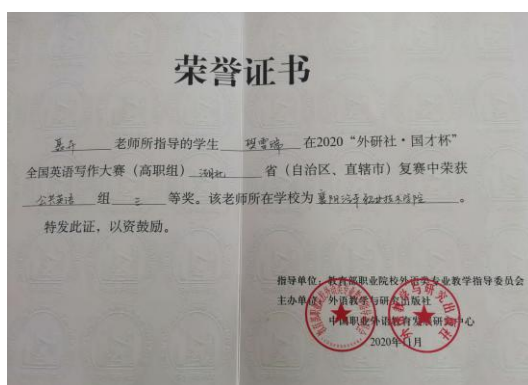 荣誉证书
老师所指导的学生 在2020“外研社·国才杯”
全国英语写作大赛（高职组） 湖北 省（自治区、直辖市）复赛中荣获
公共英语 组 三 等奖。该老师所在学校为 襄阳汽车职业技术学院 。
特发此证，以资鼓励。
指导单位：教育部职业院校外语类专业教学指导委员会
主办单位：外语教学与研究出版社
中国职业外语教育发展研究中心
2020年11月